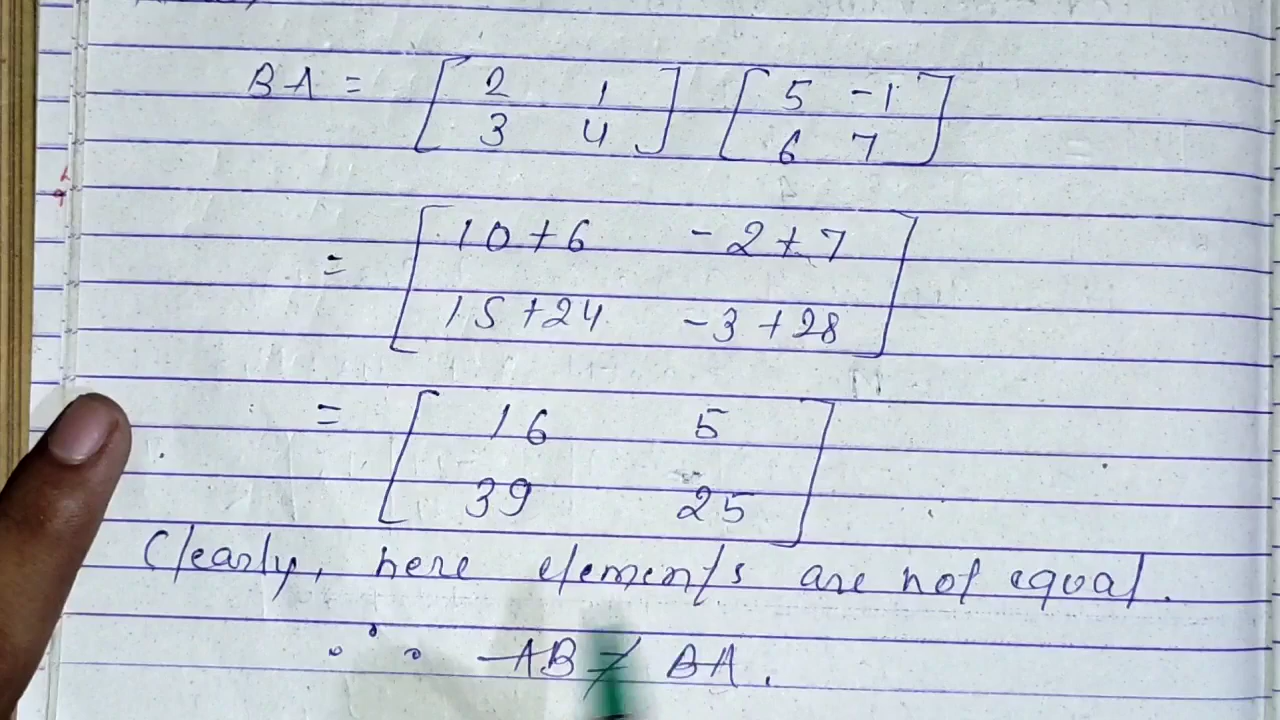 BA = [ 2 1 ] [ 5 -1 ]
[ 3 4 ] [ 6 7 ]
= [ 10+6 -2+7 ]
[ 15+24 -3+28 ]
= [ 16 5 ]
[ 39 25 ]
Clearly, here elements are not equal.
∴ AB ≠ BA.